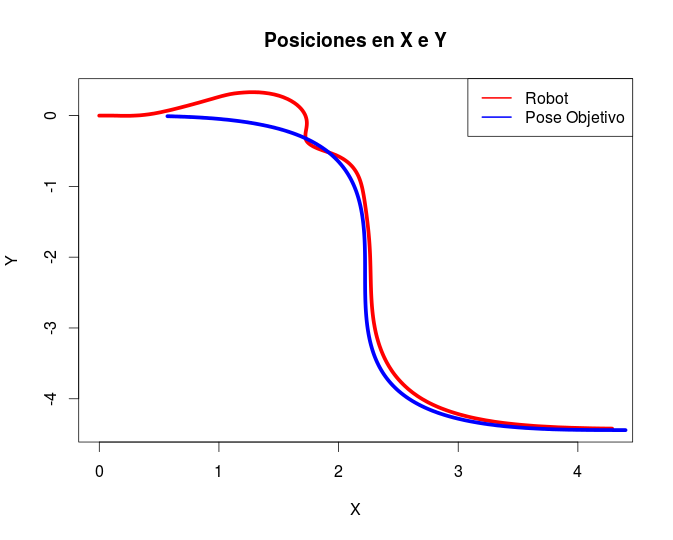 Posiciones en X e Y
Robot
Pose Objetivo
Y
0
-1
-2
-3
-4
0 1 2 3 4
X